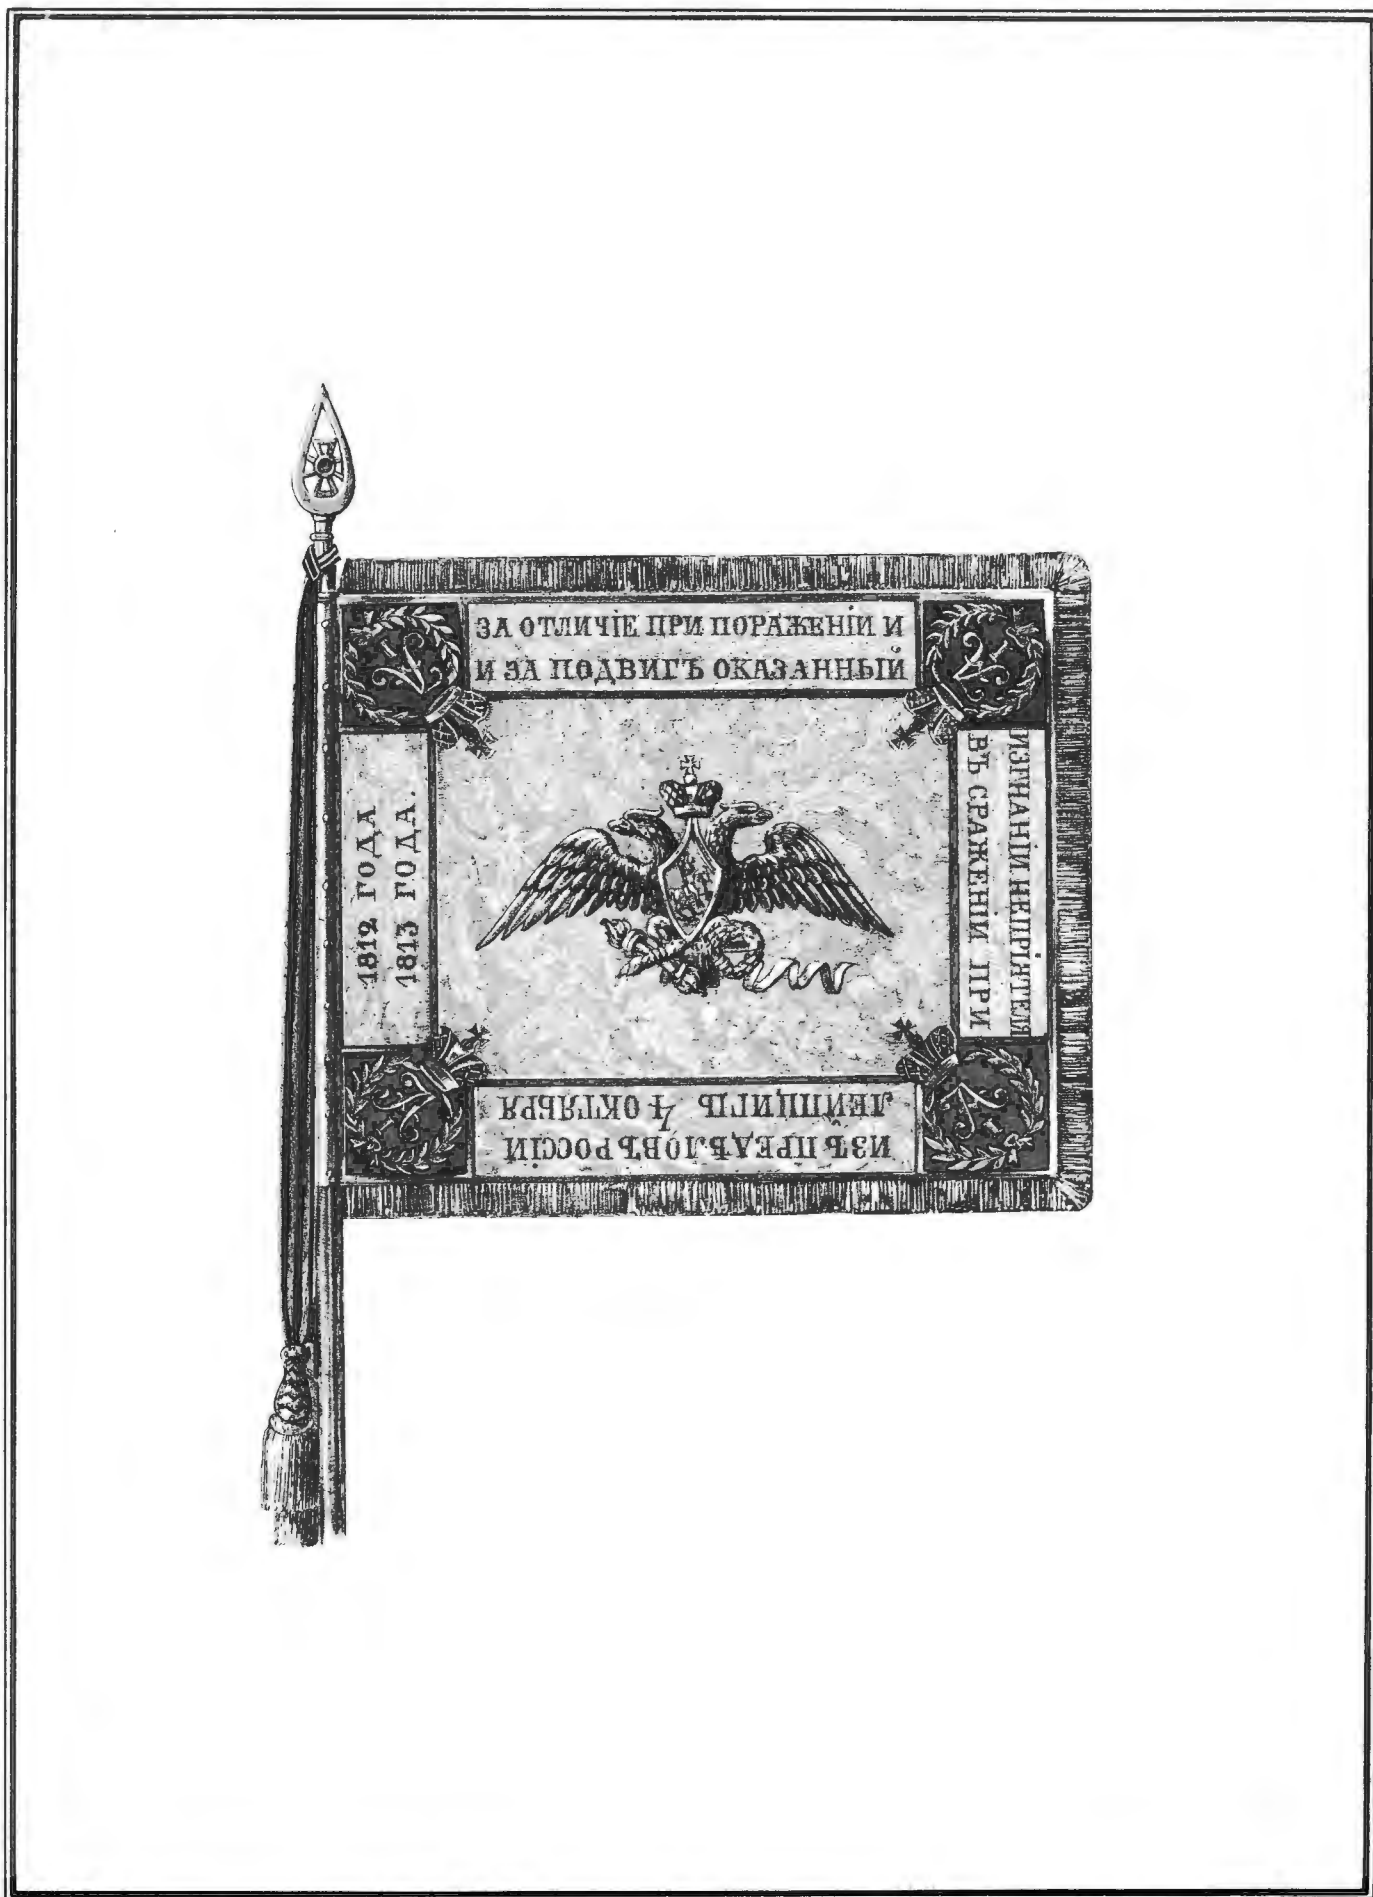 ЗА ОТЛИЧІЕ ПРИ ПОРАЖЕНІИ И
И ЗА ПОДВИГЪ ОКАЗАННЫЙ
ИЗГНАНІИ НЕПРІЯТЕЛЯ
ВЪ СРАЖЕНІИ ПРИ
ИЗЪ ПРЕДѢЛОВЪ РОССІИ
ЛЕЙПЦИГѢ 4 ОКТЯБРЯ
1812 ГОДА
1813 ГОДА.